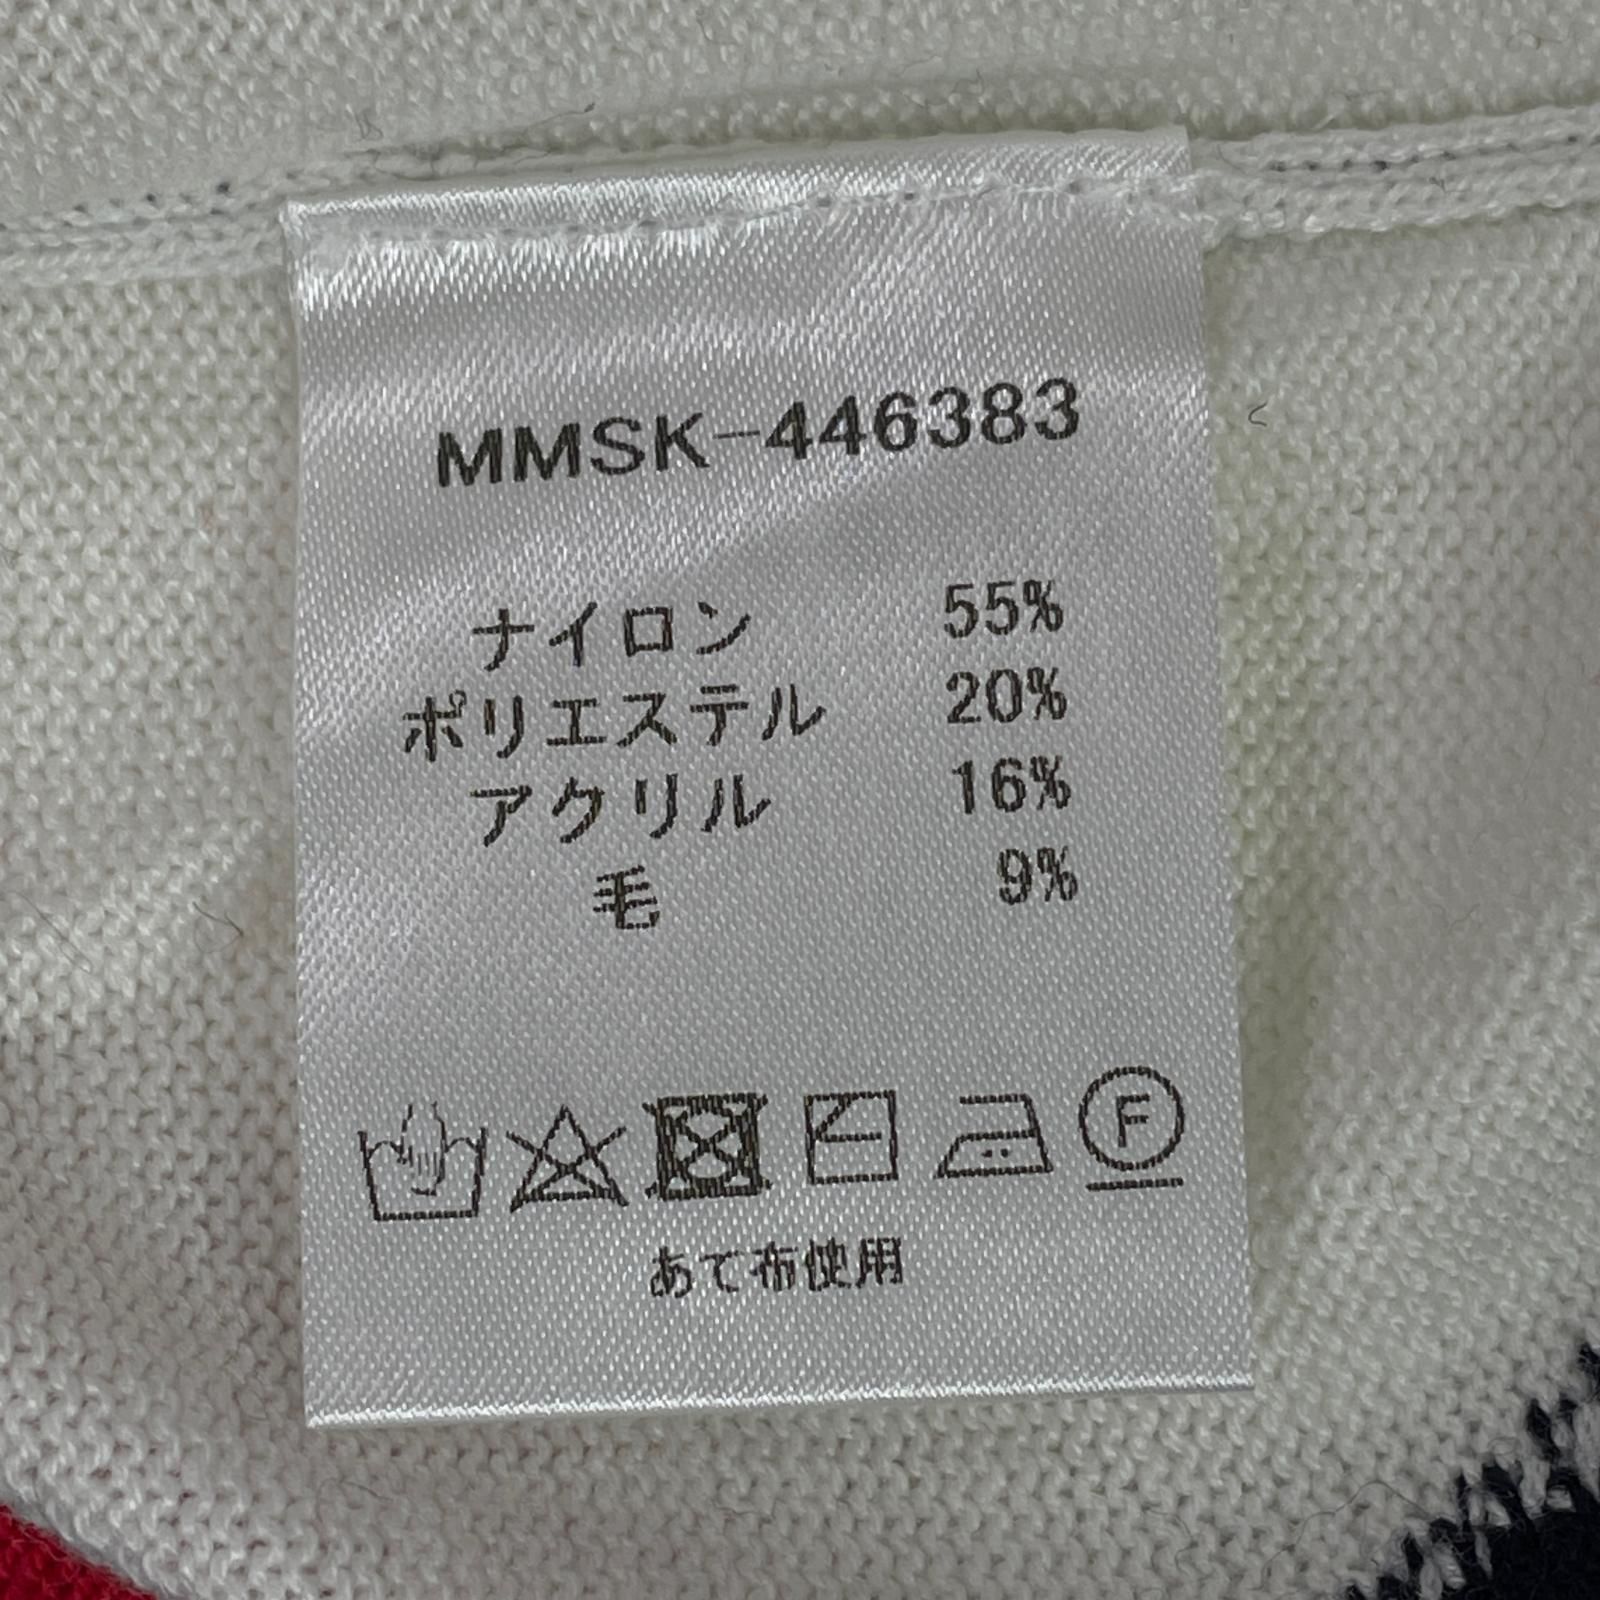 MMSK-446383
ナイロン 55%
ポリエステル 20%
アクリル 16%
毛 9%
F
あて布使用